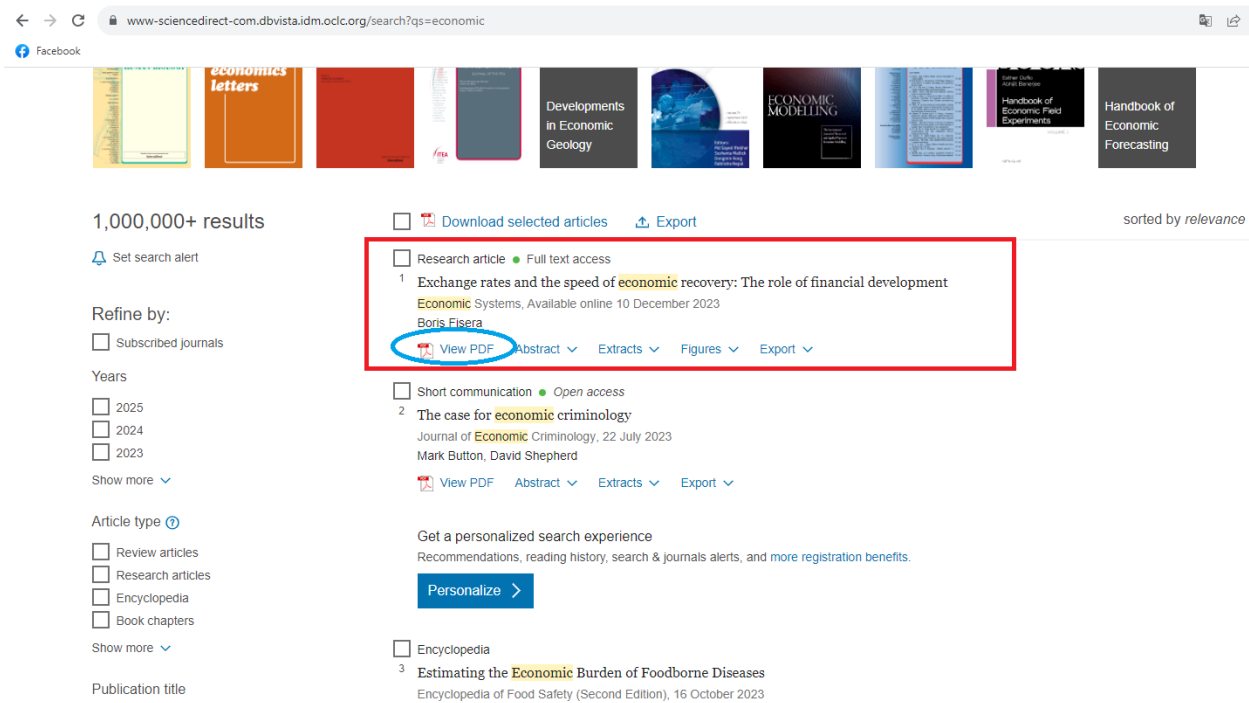 www-sciencedirect-com.dbvista.idm.oclc.org/search?qs=economic
Facebook
economics
letters
Developments
in Economic
Geology
ECONOMIC
MODELLING
Esther Duflo
Abhijit Banerjee
Handbook of
Economic Field
Experiments
Handbook of
Economic
Forecasting
1,000,000+ results
Set search alert
Refine by:
Subscribed journals
Years
2025
2024
2023
Show more
Article type
Review articles
Research articles
Encyclopedia
Book chapters
Show more
Publication title
Download selected articles Export
sorted by relevance
Research article Full text access
1 Exchange rates and the speed of economic recovery: The role of financial development
Economic Systems, Available online 10 December 2023
Boris Fisera
View PDF Abstract Extracts Figures Export
Short communication Open access
2 The case for economic criminology
Journal of Economic Criminology, 22 July 2023
Mark Button, David Shepherd
View PDF Abstract Extracts Export
Get a personalized search experience
Recommendations, reading history, search & journals alerts, and more registration benefits.
Personalize
Encyclopedia
3 Estimating the Economic Burden of Foodborne Diseases
Encyclopedia of Food Safety (Second Edition), 16 October 2023